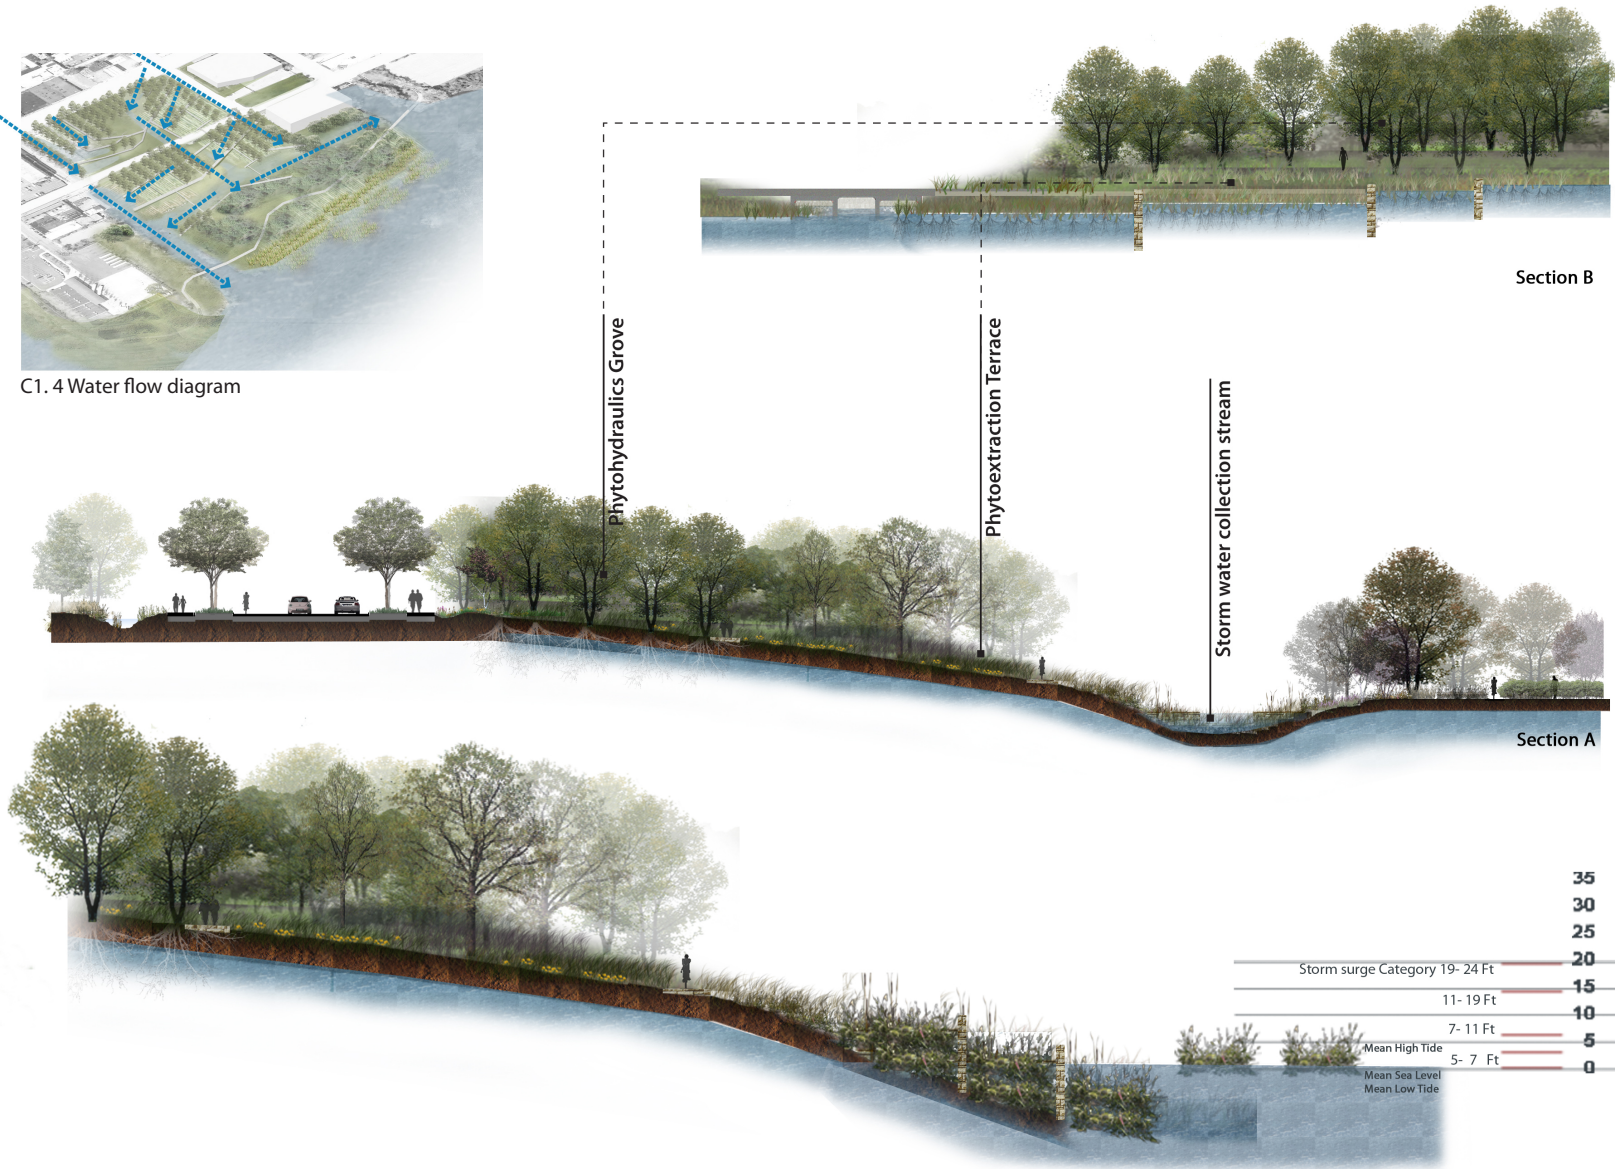 Section B
C1. 4 Water flow diagram
Phytohydraulics Grove
Phytoextraction Terrace
Storm water collection stream
Section A
35
30
25
20
Storm surge Category 19- 24 Ft
15
11- 19 Ft
10
7- 11 Ft
5
Mean High Tide
5- 7 Ft
0
Mean Sea Level
Mean Low Tide